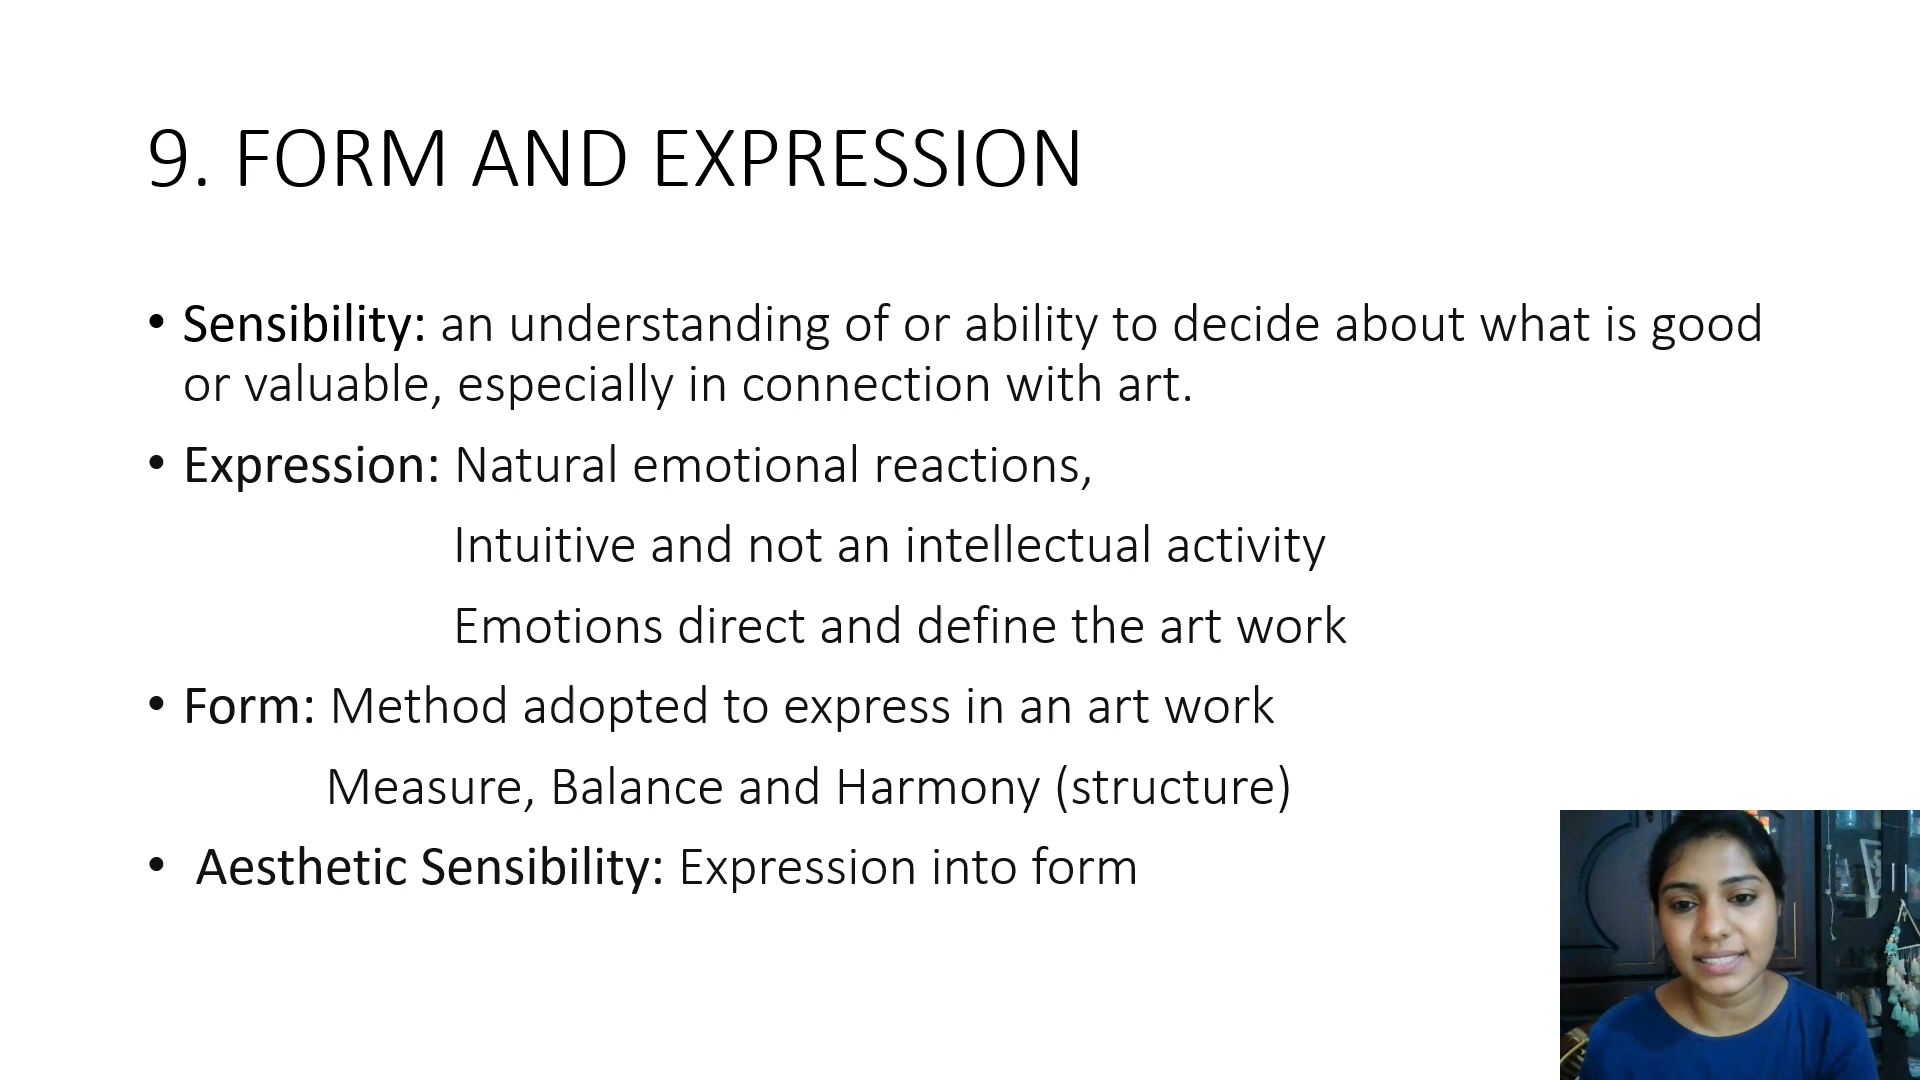 9. FORM AND EXPRESSION
• Sensibility: an understanding of or ability to decide about what is good
or valuable, especially in connection with art.
• Expression: Natural emotional reactions,
Intuitive and not an intellectual activity
Emotions direct and define the art work
• Form: Method adopted to express in an art work
Measure, Balance and Harmony (structure)
• Aesthetic Sensibility: Expression into form